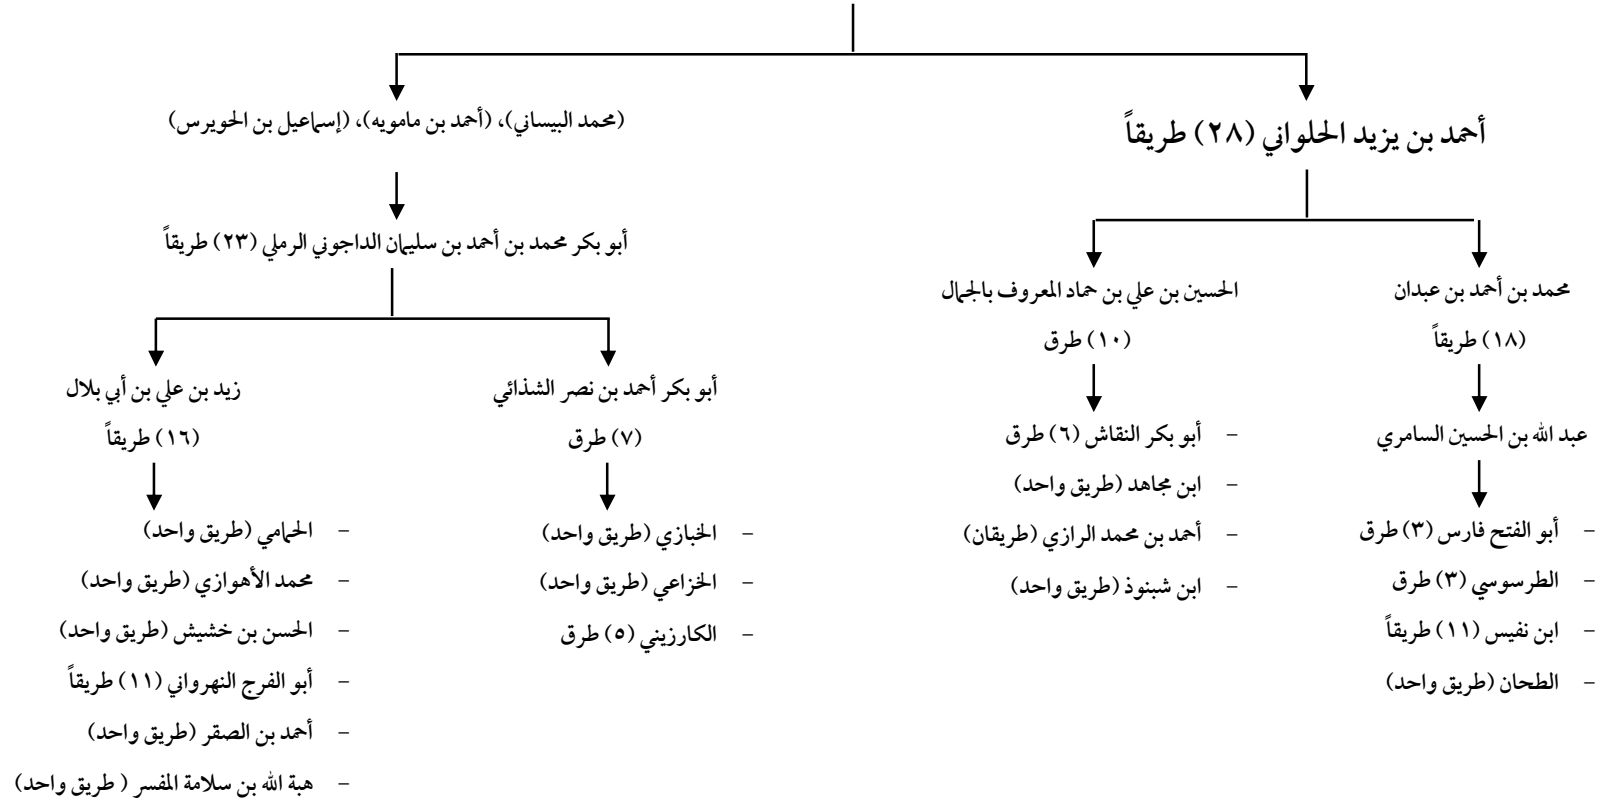 أحمد بن يزيد الحلواني (٢٨) طريقاً
(محمد البيساني)، (أحمد بن مامويه)، (إسماعيل بن الحويرس)
أبو بكر محمد بن أحمد بن سليمان الداجوني الرملي (٢٣) طريقاً
محمد بن أحمد بن عبدان
(١٨) طريقاً
عبد الله بن الحسين السامري
- أبو الفتح فارس (٣) طرق
- الطرسوسي (٣) طرق
- ابن نفيس (١١) طريقاً
- الطحان (طريق واحد)
الحسين بن علي بن حماد المعروف بالجمال
(١٠) طرق
- أبو بكر النقاش (٦) طرق
- ابن مجاهد (طريق واحد)
- أحمد بن محمد الرازي (طريقان)
- ابن شبنوذ (طريق واحد)
أبو بكر أحمد بن نصر الشذائي
(٧) طرق
- الخبازي (طريق واحد)
- الخزاعي (طريق واحد)
- الكارزيني (٥) طرق
زيد بن علي بن أبي بلال
(١٦) طريقاً
- الحمامي (طريق واحد)
- محمد الأهوازي (طريق واحد)
- الحسن بن خشيش (طريق واحد)
- أبو الفرج النهرواني (١١) طريقاً
- أحمد بن الصقر (طريق واحد)
- هبة الله بن سلامة المفسر ( طريق واحد)